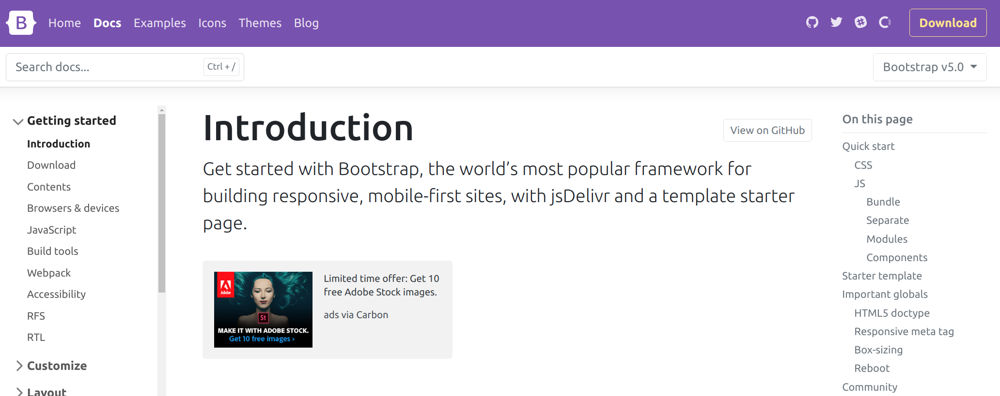 B Home Docs Examples Icons Themes Blog Download
Search docs... Ctrl + / Bootstrap v5.0
Getting started
Introduction
Download
Contents
Browsers & devices
JavaScript
Build tools
Webpack
Accessibility
RFS
RTL
Customize
Layout
Introduction
View on GitHub
Get started with Bootstrap, the world’s most popular framework for
building responsive, mobile-first sites, with jsDelivr and a template starter
page.
Adobe
St
MAKE IT WITH ADOBE STOCK.
Get 10 free images ›
Limited time offer: Get 10
free Adobe Stock images.
ads via Carbon
On this page
Quick start
CSS
JS
Bundle
Separate
Modules
Components
Starter template
Important globals
HTML5 doctype
Responsive meta tag
Box-sizing
Reboot
Community